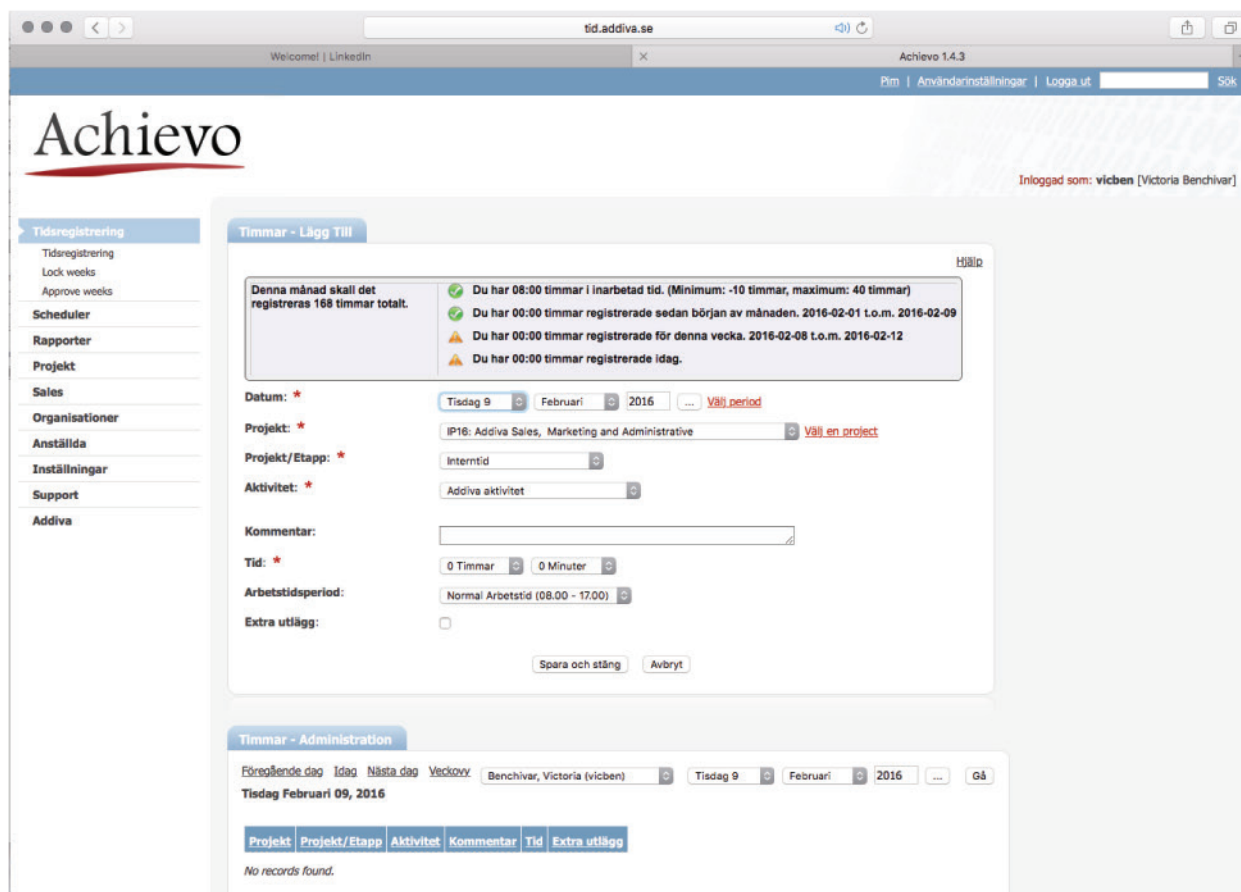 tid.addiva.se
Welcome! | LinkedIn
Achievo 1.4.3
Pim | Användarinställningar | Logga ut Sök
Achievo
Inloggad som: vicben [Victoria Benchivar]
Tidsregistrering
Tidsregistrering
Lock weeks
Approve weeks
Scheduler
Rapporter
Projekt
Sales
Organisationer
Anställda
Inställningar
Support
Addiva
Timmar - Lägg Till
Hjälp
Denna månad skall det
registreras 168 timmar totalt.
Du har 08:00 timmar i inarbetad tid. (Minimum: -10 timmar, maximum: 40 timmar)
Du har 00:00 timmar registrerade sedan början av månaden. 2016-02-01 t.o.m. 2016-02-09
Du har 00:00 timmar registrerade för denna vecka. 2016-02-08 t.o.m. 2016-02-12
Du har 00:00 timmar registrerade idag.
Datum: * Tisdag 9 Februari 2016 ... Välj period
Projekt: * IP16: Addiva Sales, Marketing and Administrative Välj en project
Projekt/Etapp: * Interntid
Aktivitet: * Addiva aktivitet
Kommentar:
Tid: * 0 Timmar 0 Minuter
Arbetstidsperiod: Normal Arbetstid (08.00 - 17.00)
Extra utlägg:
Spara och stäng Avbryt
Timmar - Administration
Föregående dag Idag Nästa dag Veckovy Benchivar, Victoria (vicben) Tisdag 9 Februari 2016 ... Gå
Tisdag Februari 09, 2016
Projekt Projekt/Etapp Aktivitet Kommentar Tid Extra utlägg
No records found.